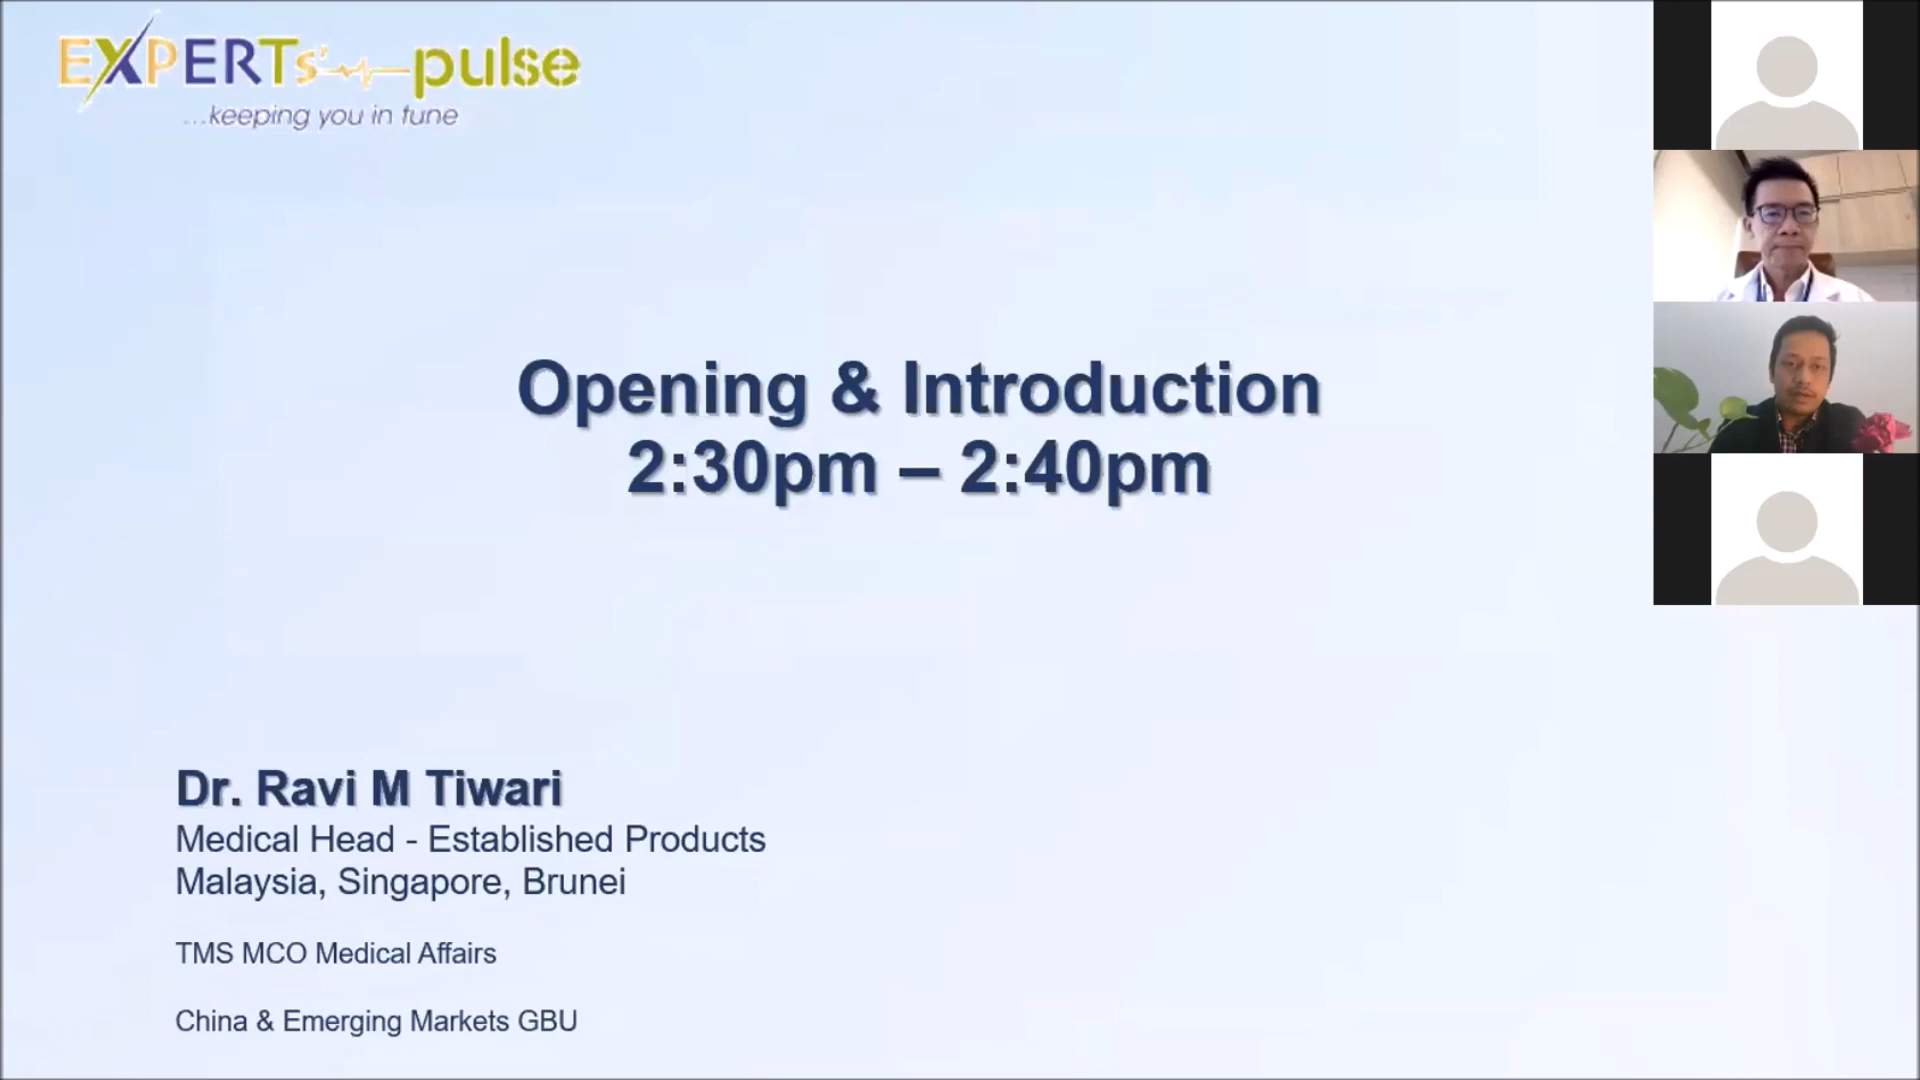 EXPERTs' pulse
...keeping you in tune
Opening & Introduction
2:30pm – 2:40pm
Dr. Ravi M Tiwari
Medical Head - Established Products
Malaysia, Singapore, Brunei
TMS MCO Medical Affairs
China & Emerging Markets GBU